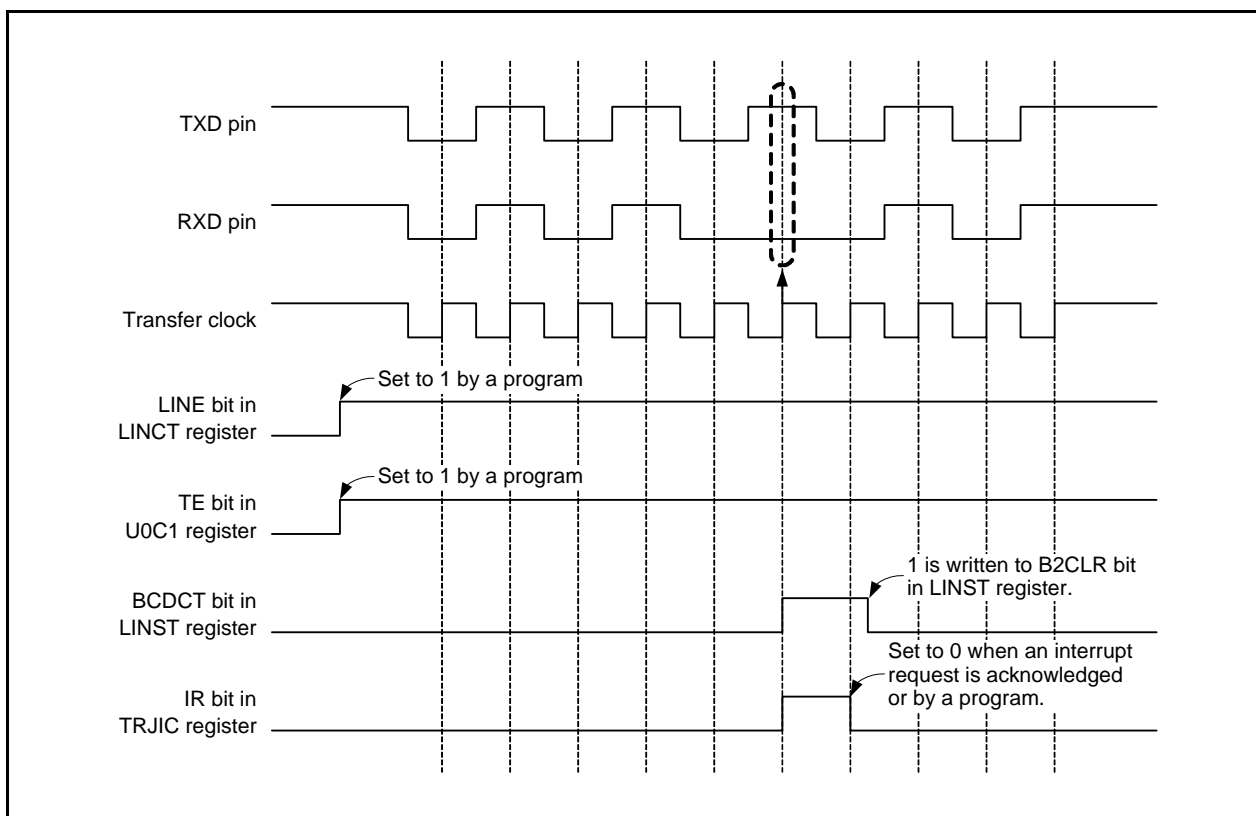 TXD pin
RXD pin
Transfer clock
Set to 1 by a program
LINE bit in
LINCT register
Set to 1 by a program
TE bit in
U0C1 register
1 is written to B2CLR bit
in LINST register.
BCDCT bit in
LINST register
Set to 0 when an interrupt
request is acknowledged
or by a program.
IR bit in
TRJIC register